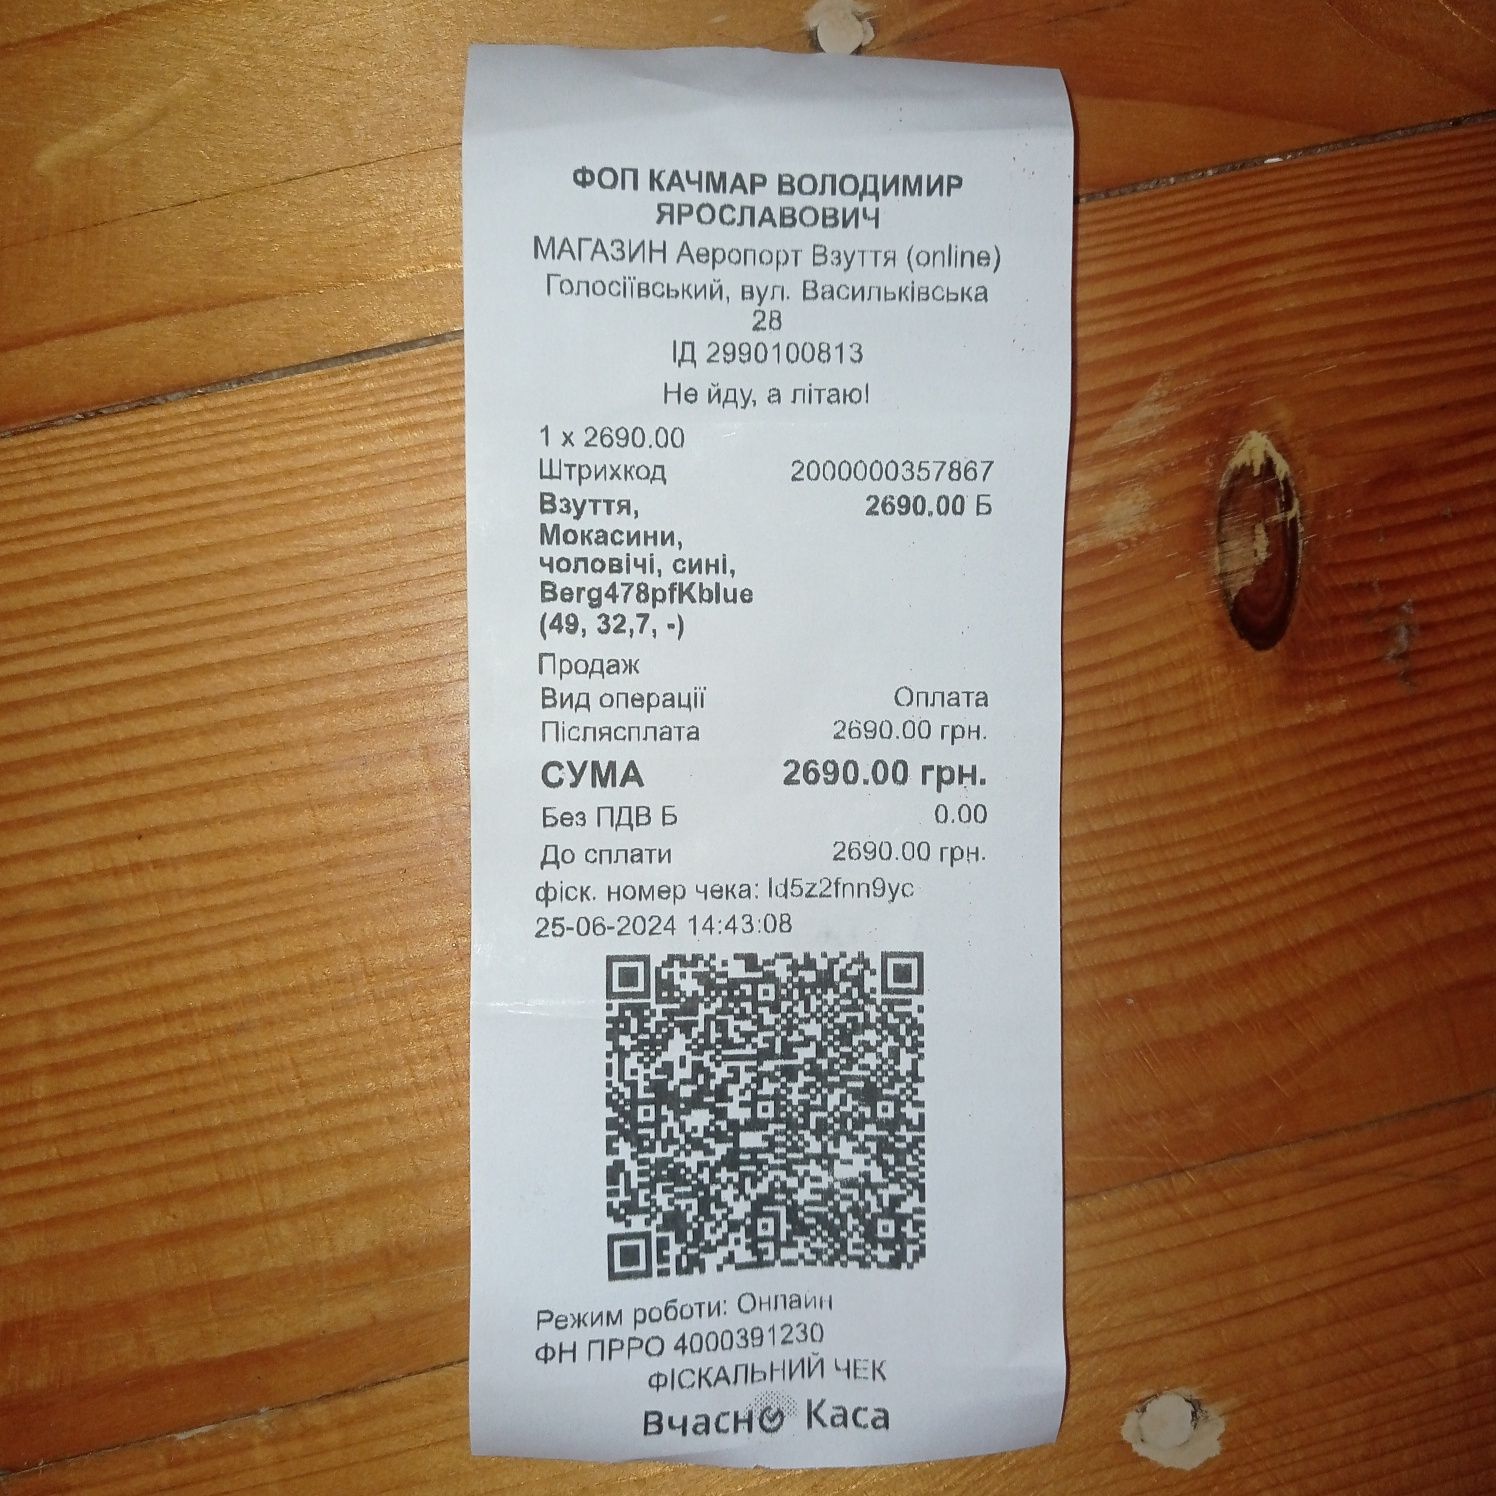 ФОП КАЧМАР ВОЛОДИМИР
ЯРОСЛАВОВИЧ
МАГАЗИН Аеропорт Взуття (online)
Голосіївський, вул. Васильківська
28
ІД 2990100813
Не йду, а літаю!
1 x 2690.00
Штрихкод 2000000357867
Взуття, 2690.00 Б
Мокасини,
чоловічі, сині,
Berg478pfKblue
(49, 32,7, -)
Продаж
Вид операції Оплата
Післясплата 2690.00 грн.
СУМА 2690.00 грн.
Без ПДВ Б 0.00
До сплати 2690.00 грн.
фіск. номер чека: ld5z2fnn9yc
25-06-2024 14:43:08
Режим роботи: Онлайн
ФН ПРРО 4000391230
ФІСКАЛЬНИЙ ЧЕК
Вчасно Каса